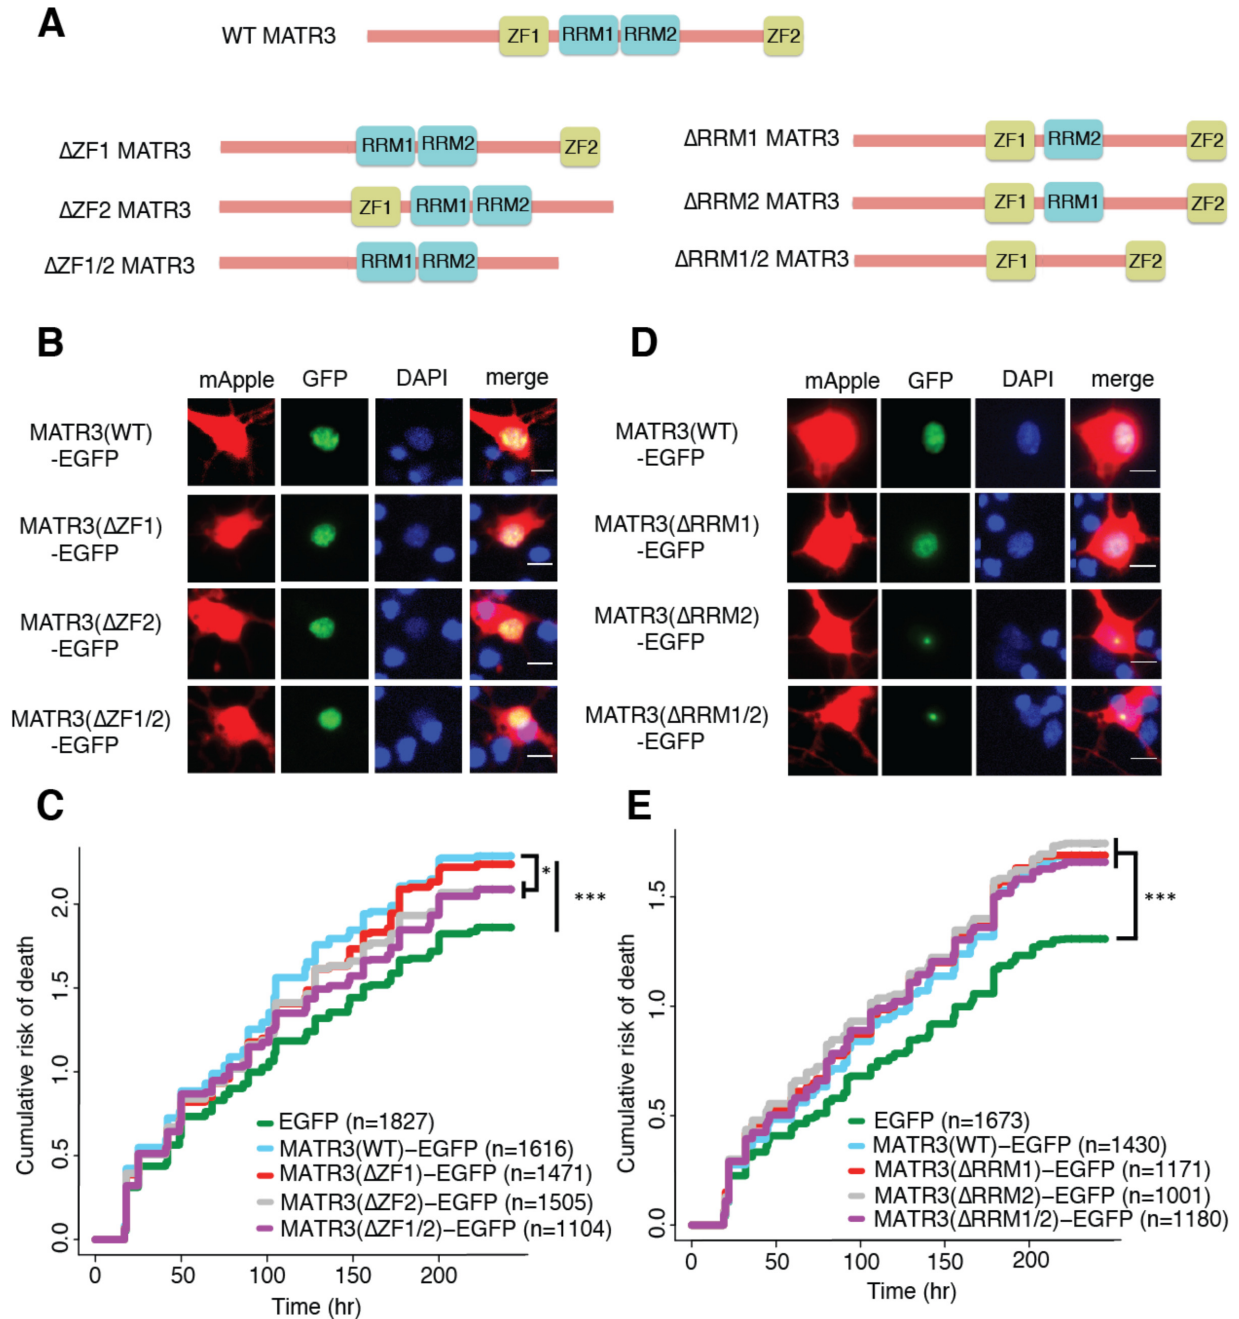 A
WT MATR3
ZF1 RRM1 RRM2 ZF2
ΔZF1 MATR3
RRM1 RRM2 ZF2
ΔZF2 MATR3
ZF1 RRM1 RRM2
ΔZF1/2 MATR3
RRM1 RRM2
ΔRRM1 MATR3
ZF1 RRM2 ZF2
ΔRRM2 MATR3
ZF1 RRM1 ZF2
ΔRRM1/2 MATR3
ZF1 ZF2
B
mApple GFP DAPI merge
MATR3(WT)
-EGFP
MATR3(ΔZF1)
-EGFP
MATR3(ΔZF2)
-EGFP
MATR3(ΔZF1/2)
-EGFP
D
mApple GFP DAPI merge
MATR3(WT)
-EGFP
MATR3(ΔRRM1)
-EGFP
MATR3(ΔRRM2)
-EGFP
MATR3(ΔRRM1/2)
-EGFP
C
Cumulative risk of death
2.0
1.5
1.0
0.5
0.0
*
***
EGFP (n=1827)
MATR3(WT)–EGFP (n=1616)
MATR3(ΔZF1)–EGFP (n=1471)
MATR3(ΔZF2)–EGFP (n=1505)
MATR3(ΔZF1/2)–EGFP (n=1104)
0 50 100 150 200
Time (hr)
E
Cumulative risk of death
1.5
1.0
0.5
0.0
***
EGFP (n=1673)
MATR3(WT)–EGFP (n=1430)
MATR3(ΔRRM1)–EGFP (n=1171)
MATR3(ΔRRM2)–EGFP (n=1001)
MATR3(ΔRRM1/2)–EGFP (n=1180)
0 50 100 150 200
Time (hr)